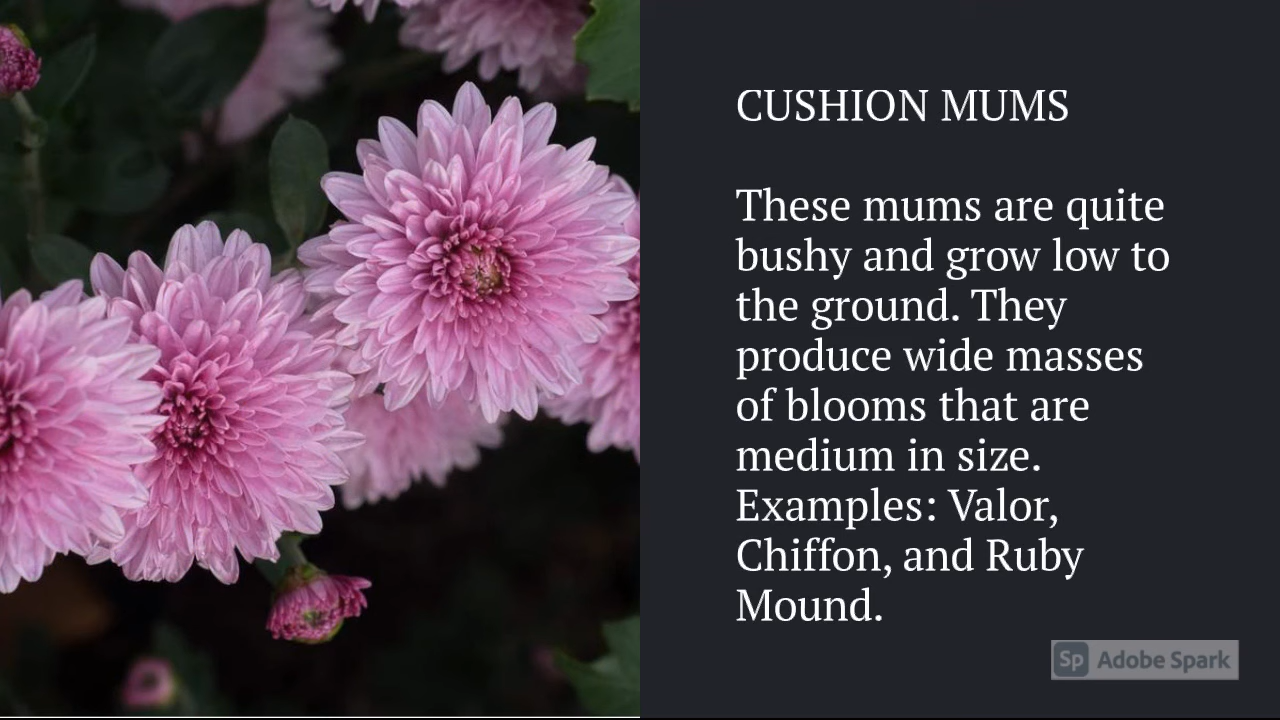 CUSHION MUMS
These mums are quite
bushy and grow low to
the ground. They
produce wide masses
of blooms that are
medium in size.
Examples: Valor,
Chiffon, and Ruby
Mound.
Sp Adobe Spark